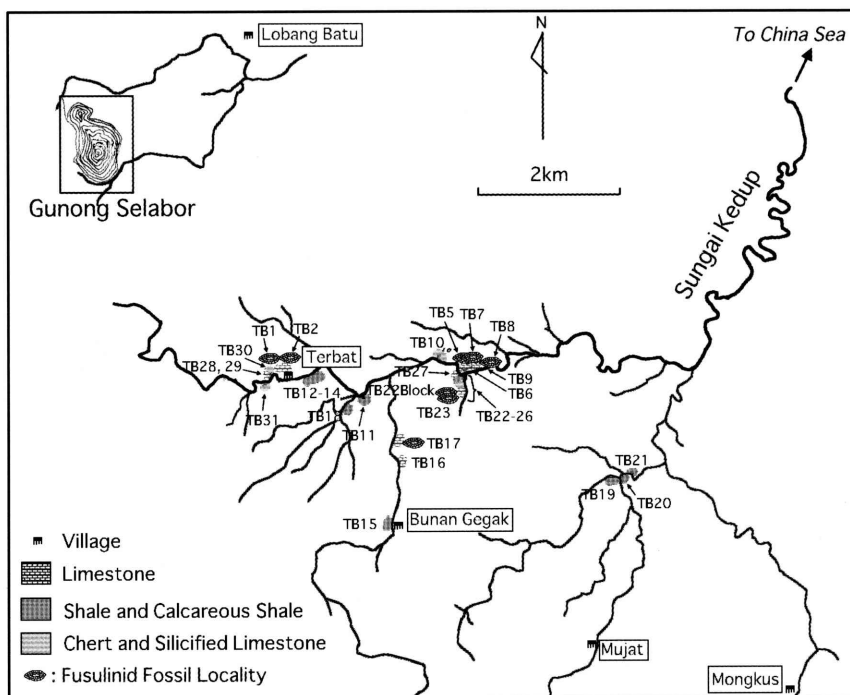 Lobang Batu
N
To China Sea
2km
Gunong Selabor
Sungai Kedup
TB5
TB7
TB1
TB2
TB8
TB10
TB30
Terbat
TB28, 29
TB27
TB9
TB12-14
TB22Block
TB6
TB31
TB18
TB23
TB22-26
TB11
TB17
TB16
TB21
TB19
TB20
TB15
Bunan Gegak
Village
Limestone
Shale and Calcareous Shale
Chert and Silicified Limestone
: Fusulinid Fossil Locality
Mujat
Mongkus